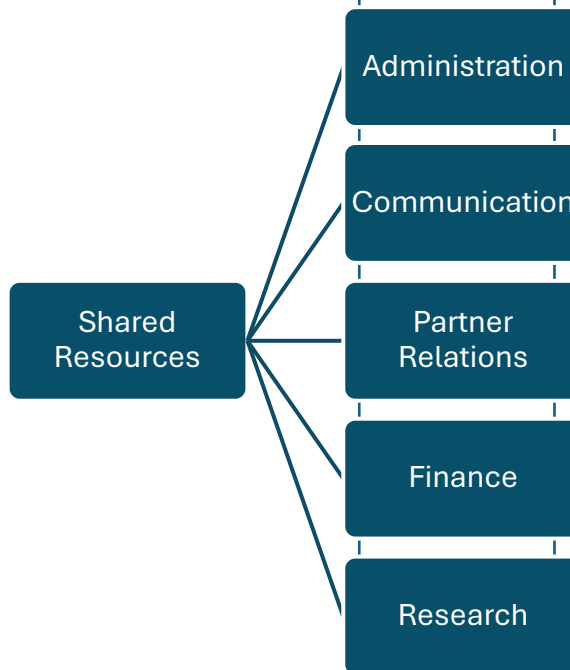 Administration
Communication
Shared
Resources
Partner
Relations
Finance
Research